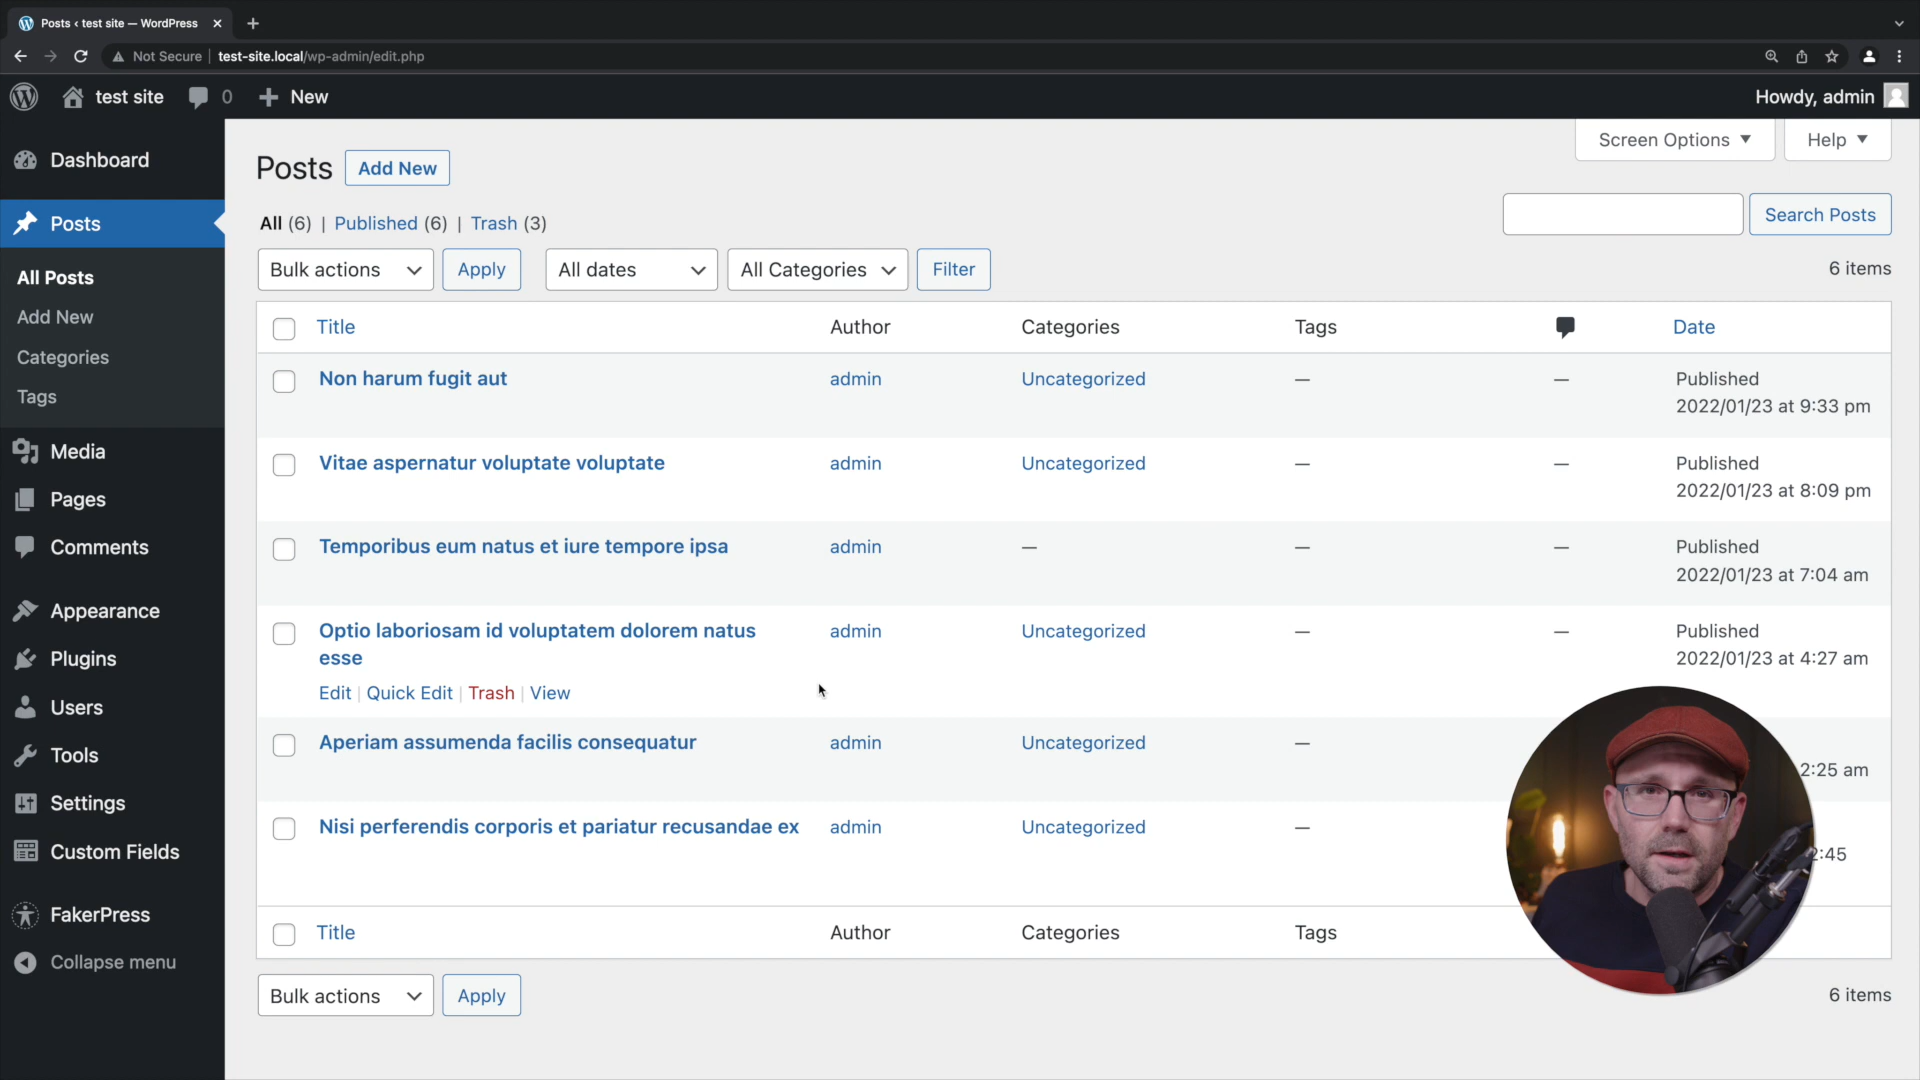 Posts ‹ test site — WordPress
Not Secure test-site.local/wp-admin/edit.php
test site 0 New Howdy, admin
Screen Options Help
Dashboard
Posts
All Posts
Add New
Categories
Tags
Media
Pages
Comments
Appearance
Plugins
Users
Tools
Settings
Custom Fields
FakerPress
Collapse menu
Posts Add New
All (6) | Published (6) | Trash (3)
Search Posts
Bulk actions Apply All dates All Categories Filter 6 items
Title Author Categories Tags Date
Non harum fugit aut admin Uncategorized — — Published
2022/01/23 at 9:33 pm
Vitae aspernatur voluptate voluptate admin Uncategorized — — Published
2022/01/23 at 8:09 pm
Temporibus eum natus et iure tempore ipsa admin — — — Published
2022/01/23 at 7:04 am
Optio laboriosam id voluptatem dolorem natus admin Uncategorized — — Published
esse 2022/01/23 at 4:27 am
Edit | Quick Edit | Trash | View
Aperiam assumenda facilis consequatur admin Uncategorized —
2:25 am
Nisi perferendis corporis et pariatur recusandae ex admin Uncategorized —
:45
Title Author Categories Tags
Bulk actions Apply 6 items